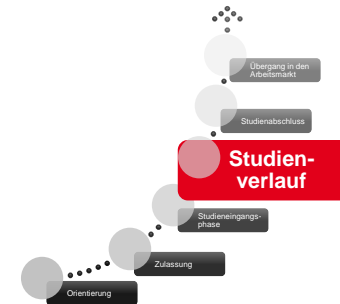 Übergang in den
Arbeitsmarkt
Studienabschluss
Studien-
verlauf
Studieneingangs-
phase
Zulassung
Orientierung